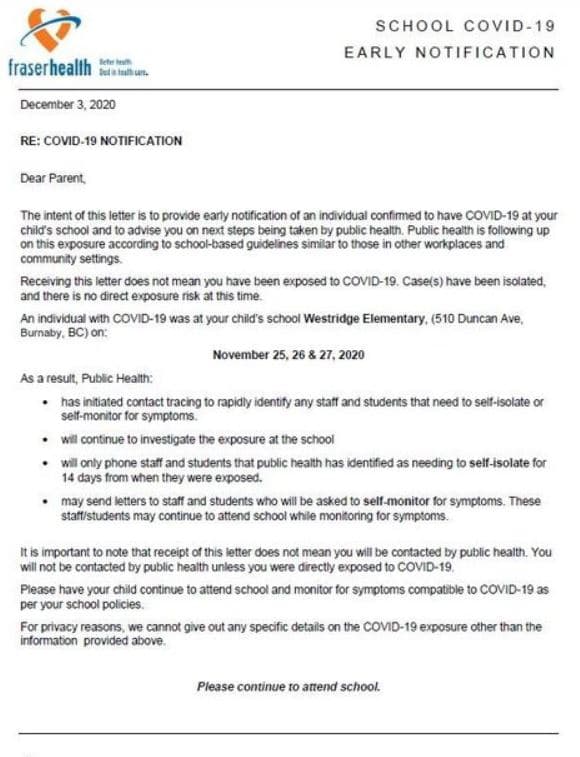 SCHOOL COVID-19
EARLY NOTIFICATION
fraserhealth
Better health
Best in health care.
December 3, 2020
RE: COVID-19 NOTIFICATION
Dear Parent,
The intent of this letter is to provide early notification of an individual confirmed to have COVID-19 at your
child's school and to advise you on next steps being taken by public health. Public health is following up
on this exposure according to school-based guidelines similar to those in other workplaces and
community settings.
Receiving this letter does not mean you have been exposed to COVID-19. Case(s) have been isolated,
and there is no direct exposure risk at this time.
An individual with COVID-19 was at your child's school Westridge Elementary, (510 Duncan Ave,
Burnaby, BC) on:
November 25, 26 & 27, 2020
As a result, Public Health:
• has initiated contact tracing to rapidly identify any staff and students that need to self-isolate or
self-monitor for symptoms.
• will continue to investigate the exposure at the school
• will only phone staff and students that public health has identified as needing to self-isolate for
14 days from when they were exposed.
• may send letters to staff and students who will be asked to self-monitor for symptoms. These
staff/students may continue to attend school while monitoring for symptoms.
It is important to note that receipt of this letter does not mean you will be contacted by public health. You
will not be contacted by public health unless you were directly exposed to COVID-19.
Please have your child continue to attend school and monitor for symptoms compatible to COVID-19 as
per your school policies.
For privacy reasons, we cannot give out any specific details on the COVID-19 exposure other than the
information provided above.
Please continue to attend school.